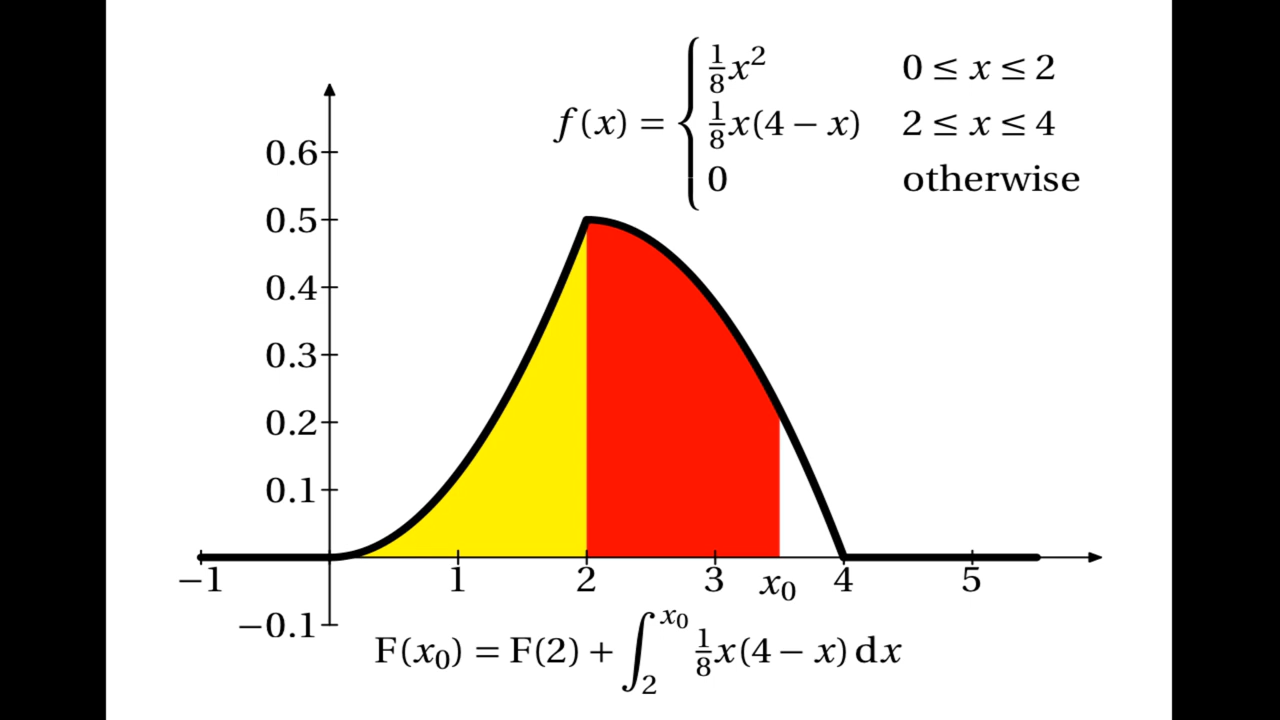 f(x) = { 1/8 x² 0 ≤ x ≤ 2
1/8 x(4 − x) 2 ≤ x ≤ 4
0 otherwise
0.6
0.5
0.4
0.3
0.2
0.1
−1 1 2 3 x₀ 4 5
−0.1
F(x₀) = F(2) + ∫₂^x₀ 1/8 x(4 − x) dx